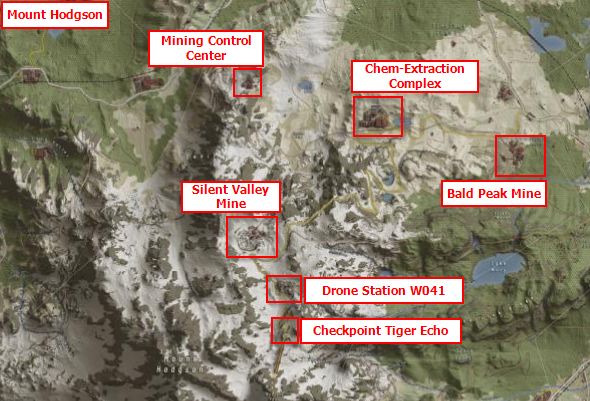 Mount Hodgson
Mining Control
Center
Chem-Extraction
Complex
Silent Valley
Mine
Bald Peak Mine
Drone Station W041
Checkpoint Tiger Echo
Mount
Hodgson